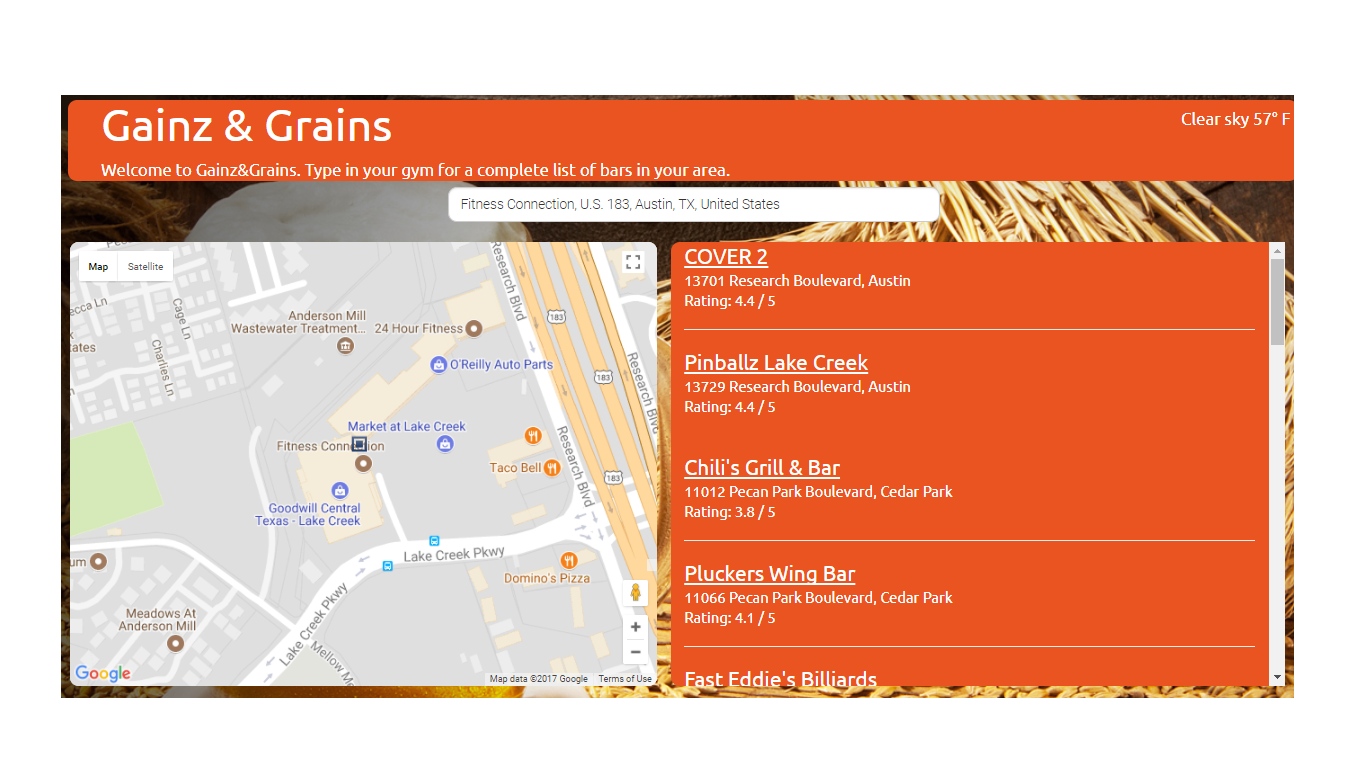 Gainz & Grains
Clear sky 57° F
Welcome to Gainz&Grains. Type in your gym for a complete list of bars in your area.
Fitness Connection, U.S. 183, Austin, TX, United States
Map
Satellite
Cage Ln
Charlies Ln
Anderson Mill
Wastewater Treatment...
24 Hour Fitness
O'Reilly Auto Parts
Market at Lake Creek
Fitness Connection
Taco Bell
Goodwill Central
Texas - Lake Creek
Research Blvd
183
Research Blvd
183
Research Blvd
183
Lake Creek Pkwy
Domino's Pizza
Meadows At
Anderson Mill
Lake Creek Pkwy
Google
Map data ©2017 Google
Terms of Use
COVER 2
13701 Research Boulevard, Austin
Rating: 4.4 / 5
Pinballz Lake Creek
13729 Research Boulevard, Austin
Rating: 4.4 / 5
Chili's Grill & Bar
11012 Pecan Park Boulevard, Cedar Park
Rating: 3.8 / 5
Pluckers Wing Bar
11066 Pecan Park Boulevard, Cedar Park
Rating: 4.1 / 5
Fast Eddie's Billiards